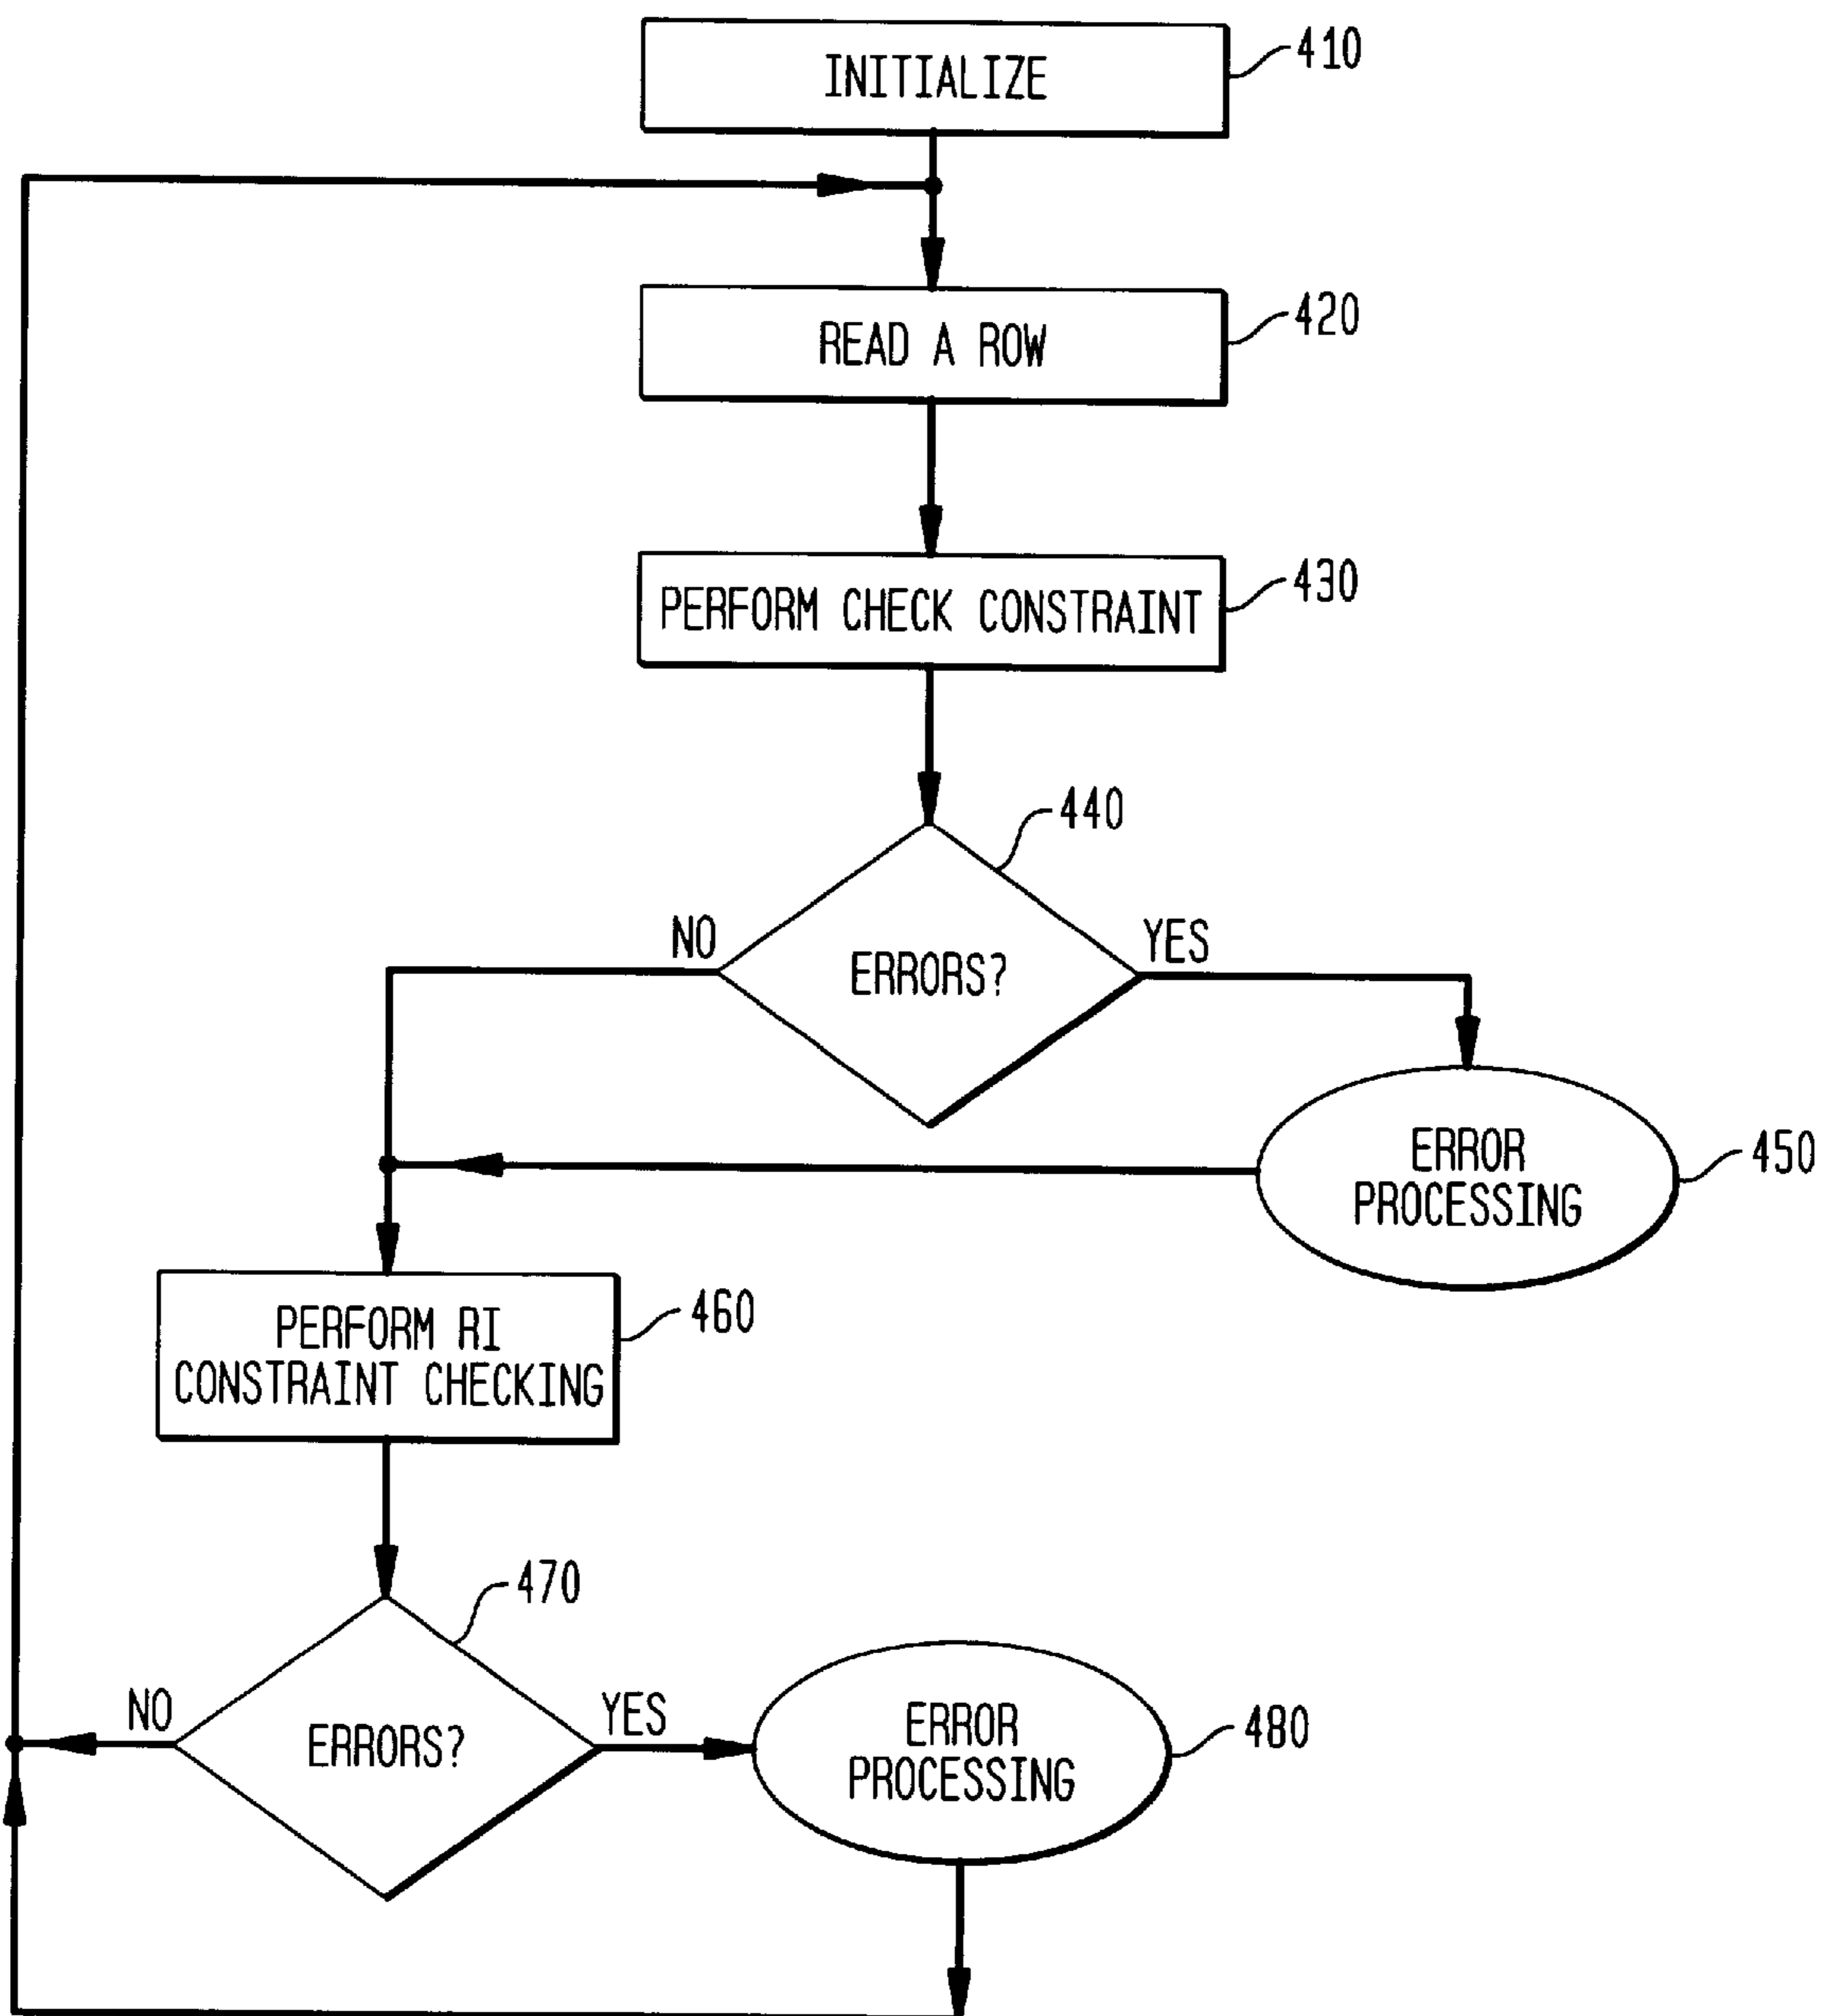 INITIALIZE
410
READ A ROW
420
PERFORM CHECK CONSTRAINT
430
440
NO
ERRORS?
YES
ERROR
PROCESSING
450
PERFORM RI
CONSTRAINT CHECKING
460
470
NO
ERRORS?
YES
ERROR
PROCESSING
480